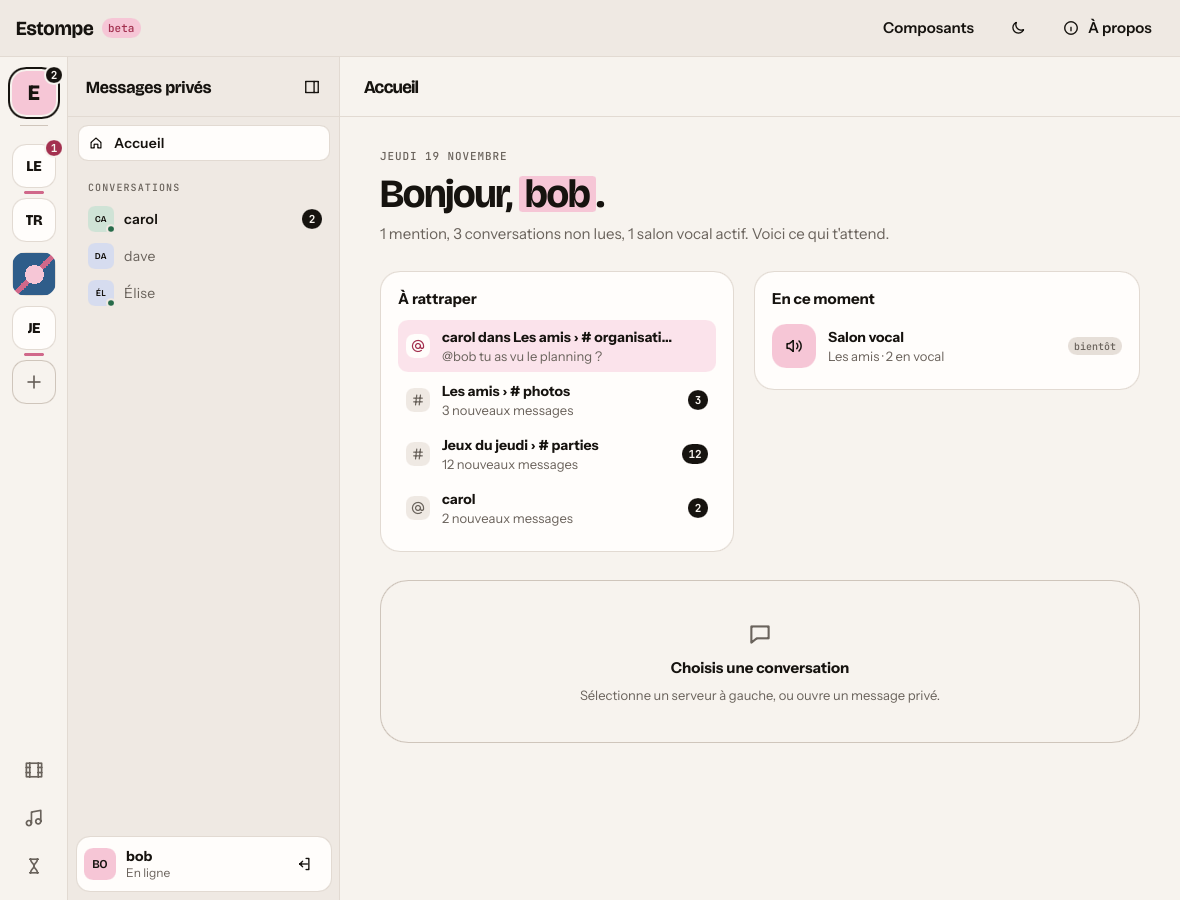 Estompe beta
Composants
À propos
E 2
LE 1
TR
JE
Messages privés
Accueil
CONVERSATIONS
CA carol 2
DA dave
ÉL Élise
BO bob
En ligne
Accueil
JEUDI 19 NOVEMBRE
Bonjour, bob.
1 mention, 3 conversations non lues, 1 salon vocal actif. Voici ce qui t'attend.
À rattraper
carol dans Les amis › # organisati…
@bob tu as vu le planning ?
Les amis › # photos
3 nouveaux messages
3
Jeux du jeudi › # parties
12 nouveaux messages
12
carol
2 nouveaux messages
2
En ce moment
Salon vocal
Les amis · 2 en vocal
bientôt
Choisis une conversation
Sélectionne un serveur à gauche, ou ouvre un message privé.